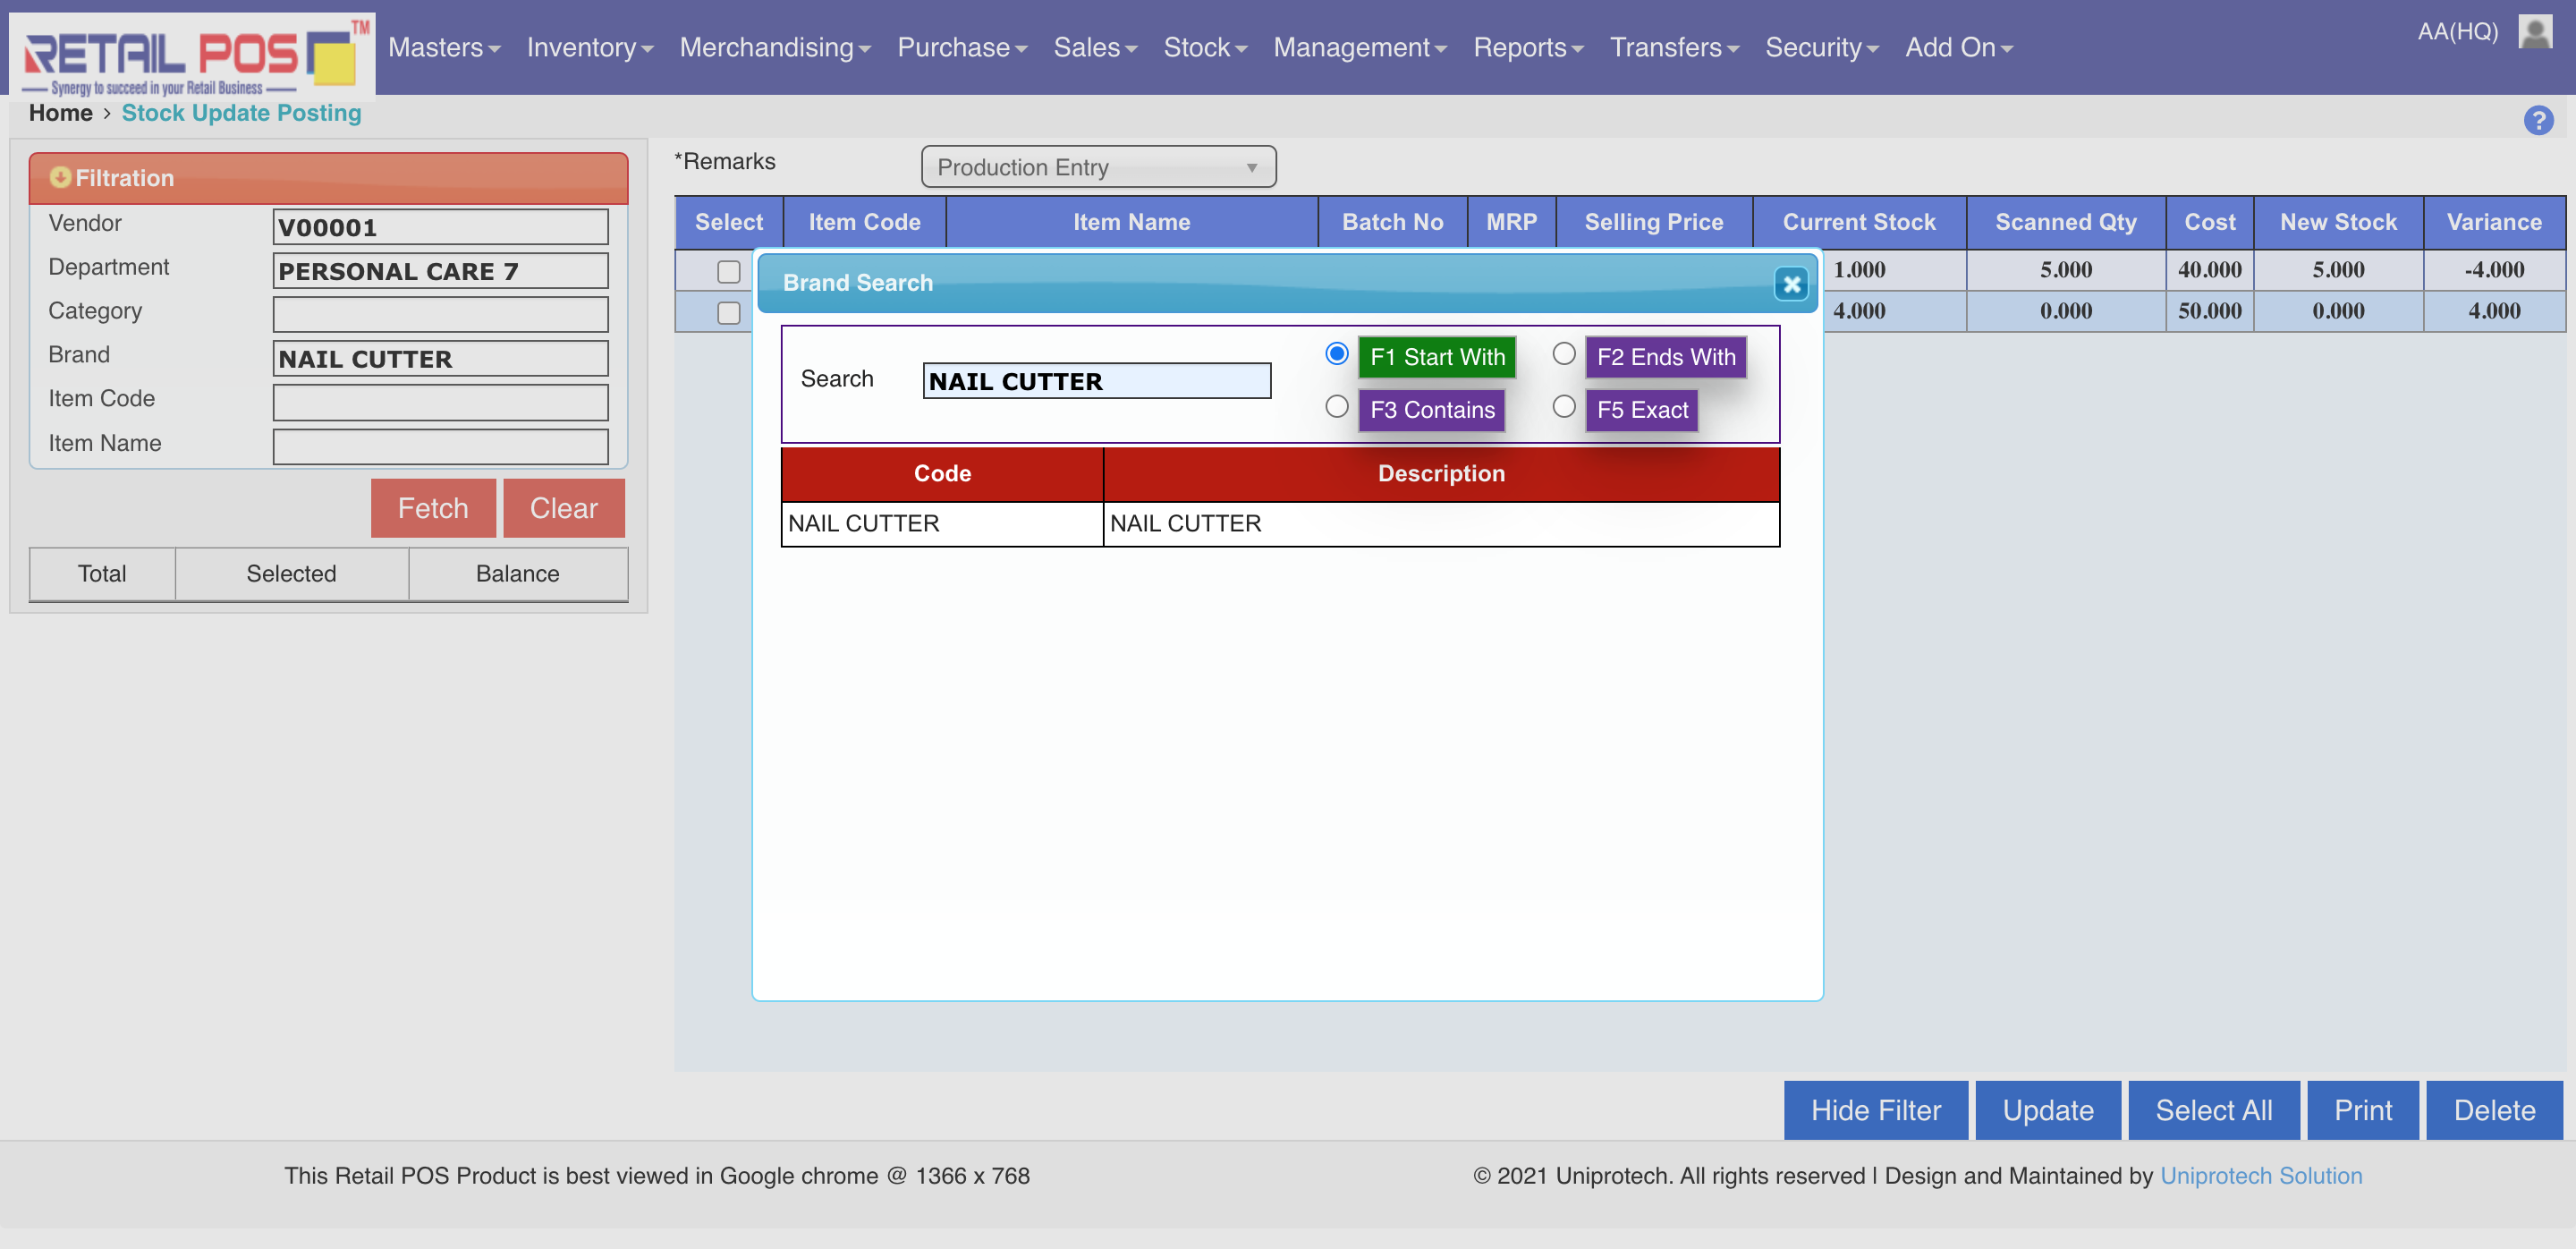 RETAIL POS TM
Synergy to succeed in your Retail Business
Masters Inventory Merchandising Purchase Sales Stock Management Reports Transfers Security Add On
AA(HQ)
Home › Stock Update Posting
?
Filtration
Vendor V00001
Department PERSONAL CARE 7
Category
Brand NAIL CUTTER
Item Code
Item Name
Fetch Clear
Total Selected Balance
*Remarks Production Entry
Select Item Code Item Name Batch No MRP Selling Price Current Stock Scanned Qty Cost New Stock Variance
1.000 5.000 40.000 5.000 -4.000
4.000 0.000 50.000 0.000 4.000
Brand Search
Search NAIL CUTTER
F1 Start With F2 Ends With
F3 Contains F5 Exact
Code Description
NAIL CUTTER NAIL CUTTER
Hide Filter Update Select All Print Delete
This Retail POS Product is best viewed in Google chrome @ 1366 x 768
© 2021 Uniprotech. All rights reserved | Design and Maintained by Uniprotech Solution